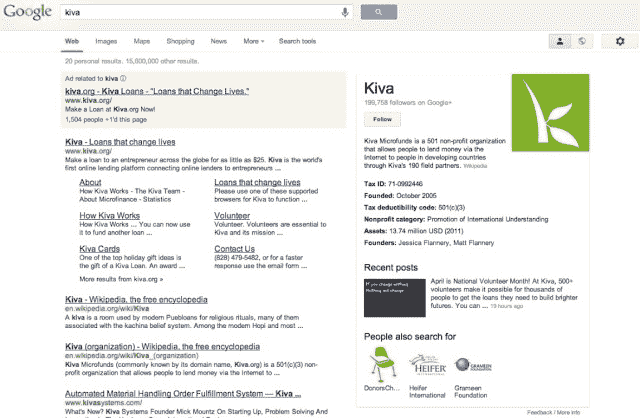 Google
kiva
Web Images Maps Shopping News More Search tools
20 personal results. 15,800,000 other results.
Ad related to kiva
kiva.org - Kiva Loans - "Loans that Change Lives."
www.kiva.org/
Make a Loan at Kiva.org Now!
1,504 people +1'd this page
Kiva - Loans that change lives
www.kiva.org/
Make a loan to an entrepreneur across the globe for as little as $25. Kiva is the world's
first online lending platform connecting online lenders to entrepreneurs ...
About
How Kiva Works - The Kiva Team -
About Microfinance - Statistics
Loans that change lives
Please use one of these supported
browsers for Kiva to function ...
How Kiva Works
How Kiva Works ... You can now use
it to fund another loan ...
Volunteer
Volunteers. Volunteers are essential to
Kiva and its mission ...
Kiva Cards
One of the top holiday gift ideas is
the gift of a Kiva Loan. An award ...
Contact Us
(828) 479-5482, or for a faster
response use the email form ...
More results from kiva.org »
Kiva - Wikipedia, the free encyclopedia
en.wikipedia.org/wiki/Kiva
A kiva is a room used by modern Puebloans for religious rituals, many of them
associated with the kachina belief system. Among the modern Hopi and most ...
Kiva (organization) - Wikipedia, the free encyclopedia
en.wikipedia.org/wiki/Kiva_(organization)
Kiva Microfunds (commonly known by its domain name, Kiva.org) is a 501(c)(3) non-
profit organization that allows people to lend money via the Internet to ...
Automated Material Handling Order Fulfillment System — Kiva ...
www.kivasystems.com/
What's New? Kiva Systems Founder Mick Mountz On Starting Up, Problem Solving And
Kiva
199,758 followers on Google+
Follow
Kiva Microfunds is a 501 non-profit organization
that allows people to lend money via the
Internet to people in developing countries
through Kiva's 190 field partners. Wikipedia
Tax ID: 71-0992446
Founded: October 2005
Tax deductibility code: 501(c)(3)
Nonprofit category: Promotion of International Understanding
Assets: 13.74 million USD (2011)
Founders: Jessica Flannery, Matt Flannery
Recent posts
If you change without
Nothing will change
April is National Volunteer Month! At Kiva, 500+
volunteers make it possible for thousands of
people to get the loans they need to build brighter
futures. You can ... 19 hours ago
People also search for
HEIFER
INTERNATIONAL
GRAMEEN
FOUNDATION
DonorsCh...
Heifer
International
Grameen
Foundation
Feedback / More info